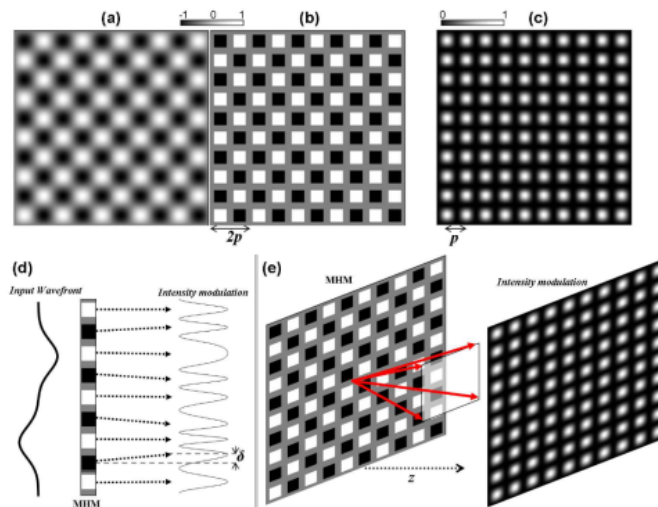 (a) -1 0 1 (b) 0 1 (c)
2p p
(d) (e)
Input Wavefront Intensity modulation
δ
MHM
MHM Intensity modulation
z